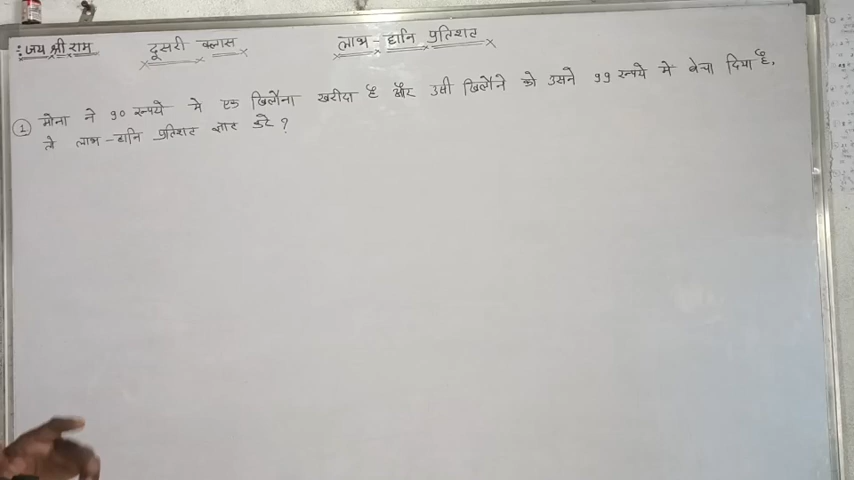 :जय श्री राम
दूसरी क्लास
लाभ - हानि प्रतिशत
① मोना ने 90 रूपये मे एक खिलौना खरीदा है और उसी खिलौने को उसने 99 रूपये मे बेचा दिया है,
तो लाभ - हानि प्रतिशत ज्ञात करे ?